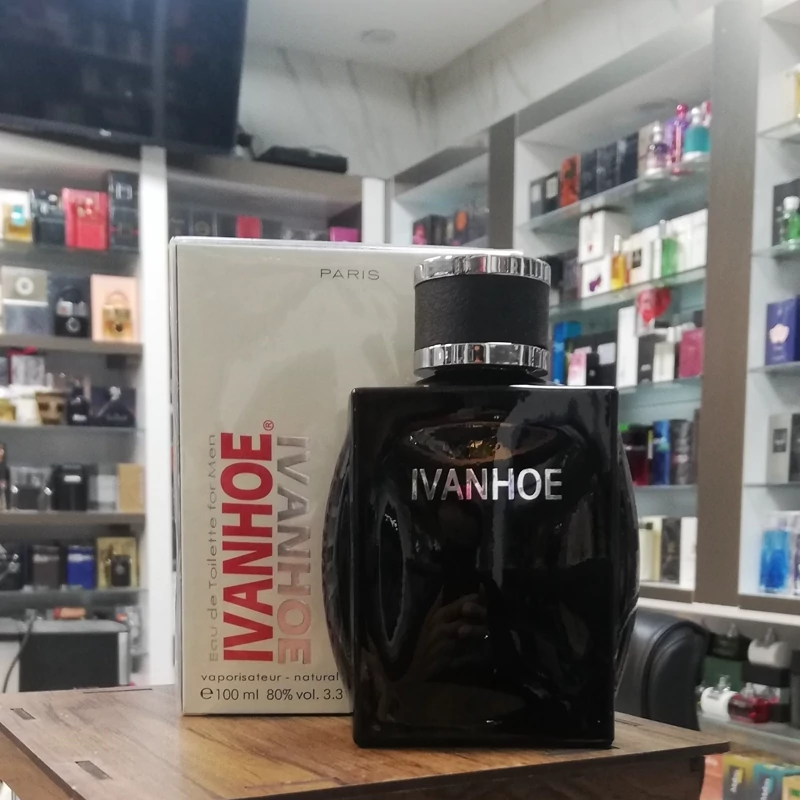 PARIS
Eau de Toilette for Men
IVANHOE®
IVANHOE
vaporisateur - natural
℮ 100 ml 80% vol. 3.3
IVANHOE